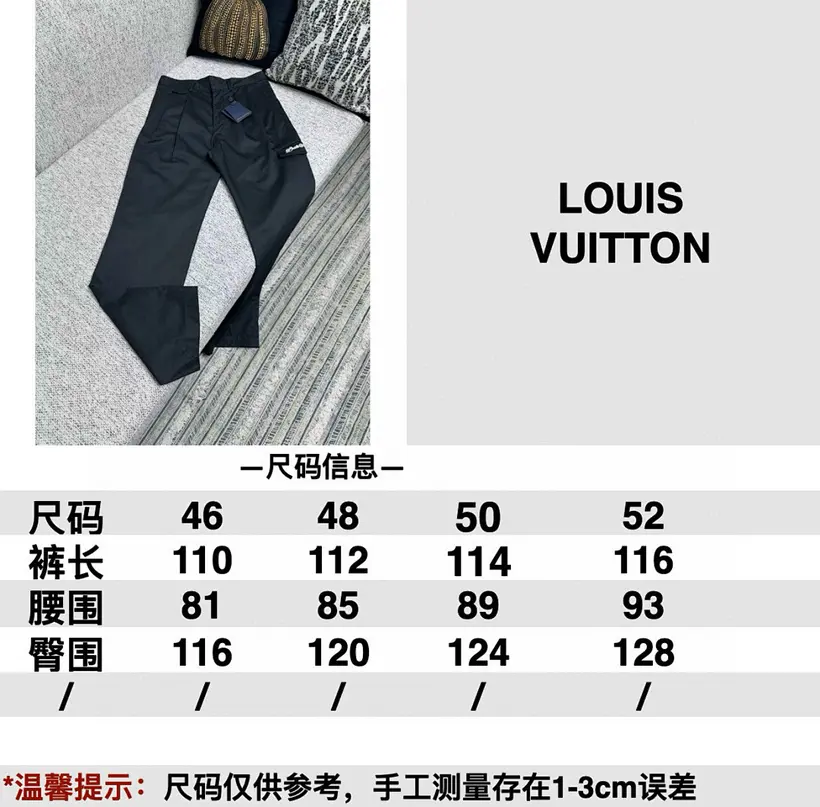 LOUIS
VUITTON
—尺码信息—
尺码 46 48 50 52
裤长 110 112 114 116
腰围 81 85 89 93
臀围 116 120 124 128
/ / / / /
*温馨提示：尺码仅供参考，手工测量存在1-3cm误差